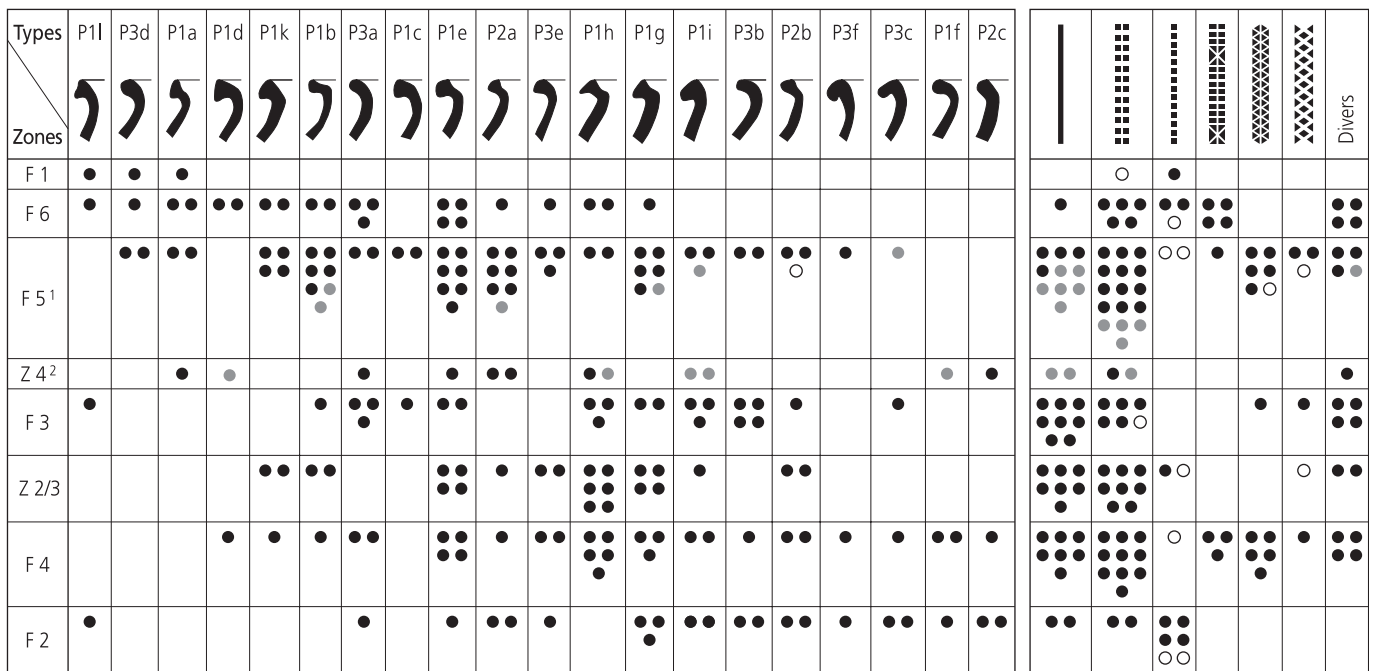 Types P1l P3d P1a P1d P1k P1b P3a P1c P1e P2a P3e P1h P1g P1i P3b P2b P3f P3c P1f P2c
Zones
Divers
F 1
F 6
F 5¹
Z 4²
F 3
Z 2/3
F 4
F 2